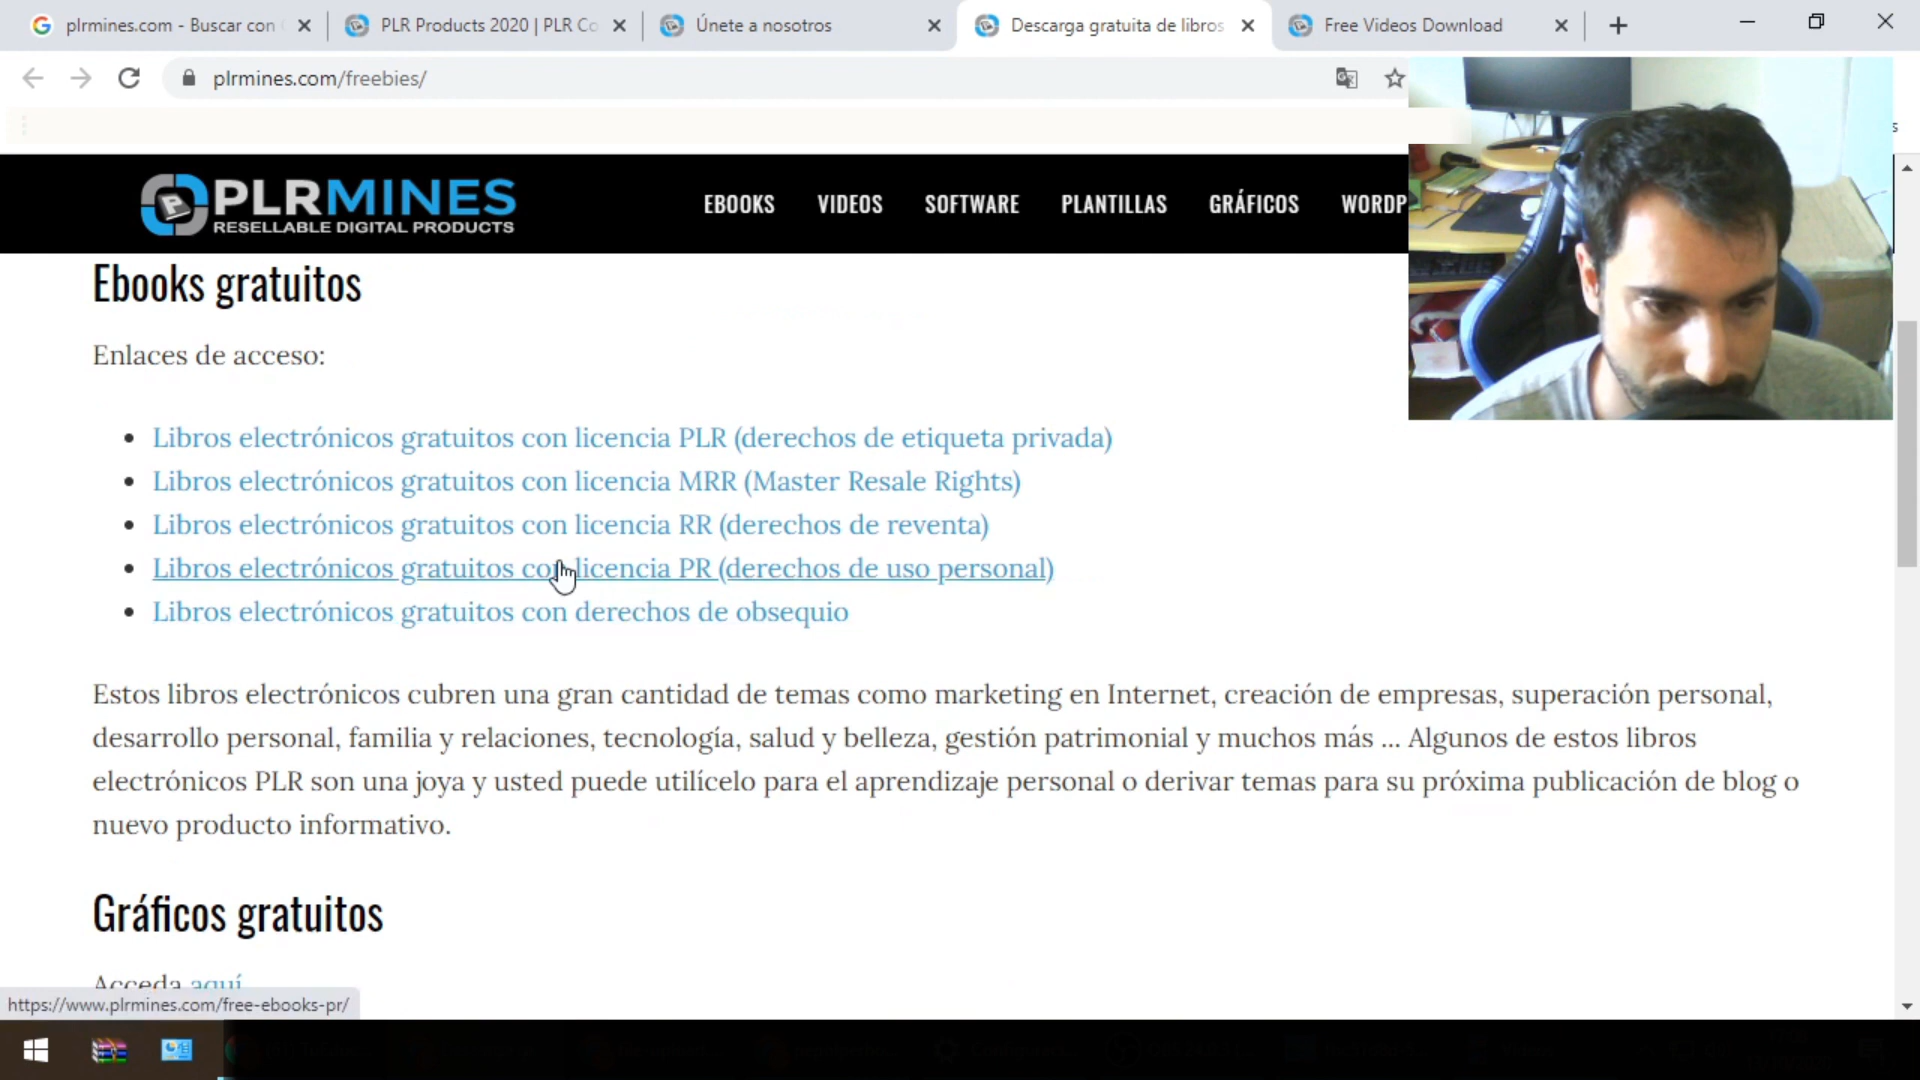 plrmines.com - Buscar con
PLR Products 2020 | PLR Co
Únete a nosotros
Descarga gratuita de libros
Free Videos Download
plrmines.com/freebies/
PLRMINES
RESELLABLE DIGITAL PRODUCTS
EBOOKS
VIDEOS
SOFTWARE
PLANTILLAS
GRÁFICOS
WORDP
Ebooks gratuitos
Enlaces de acceso:
Libros electrónicos gratuitos con licencia PLR (derechos de etiqueta privada)
Libros electrónicos gratuitos con licencia MRR (Master Resale Rights)
Libros electrónicos gratuitos con licencia RR (derechos de reventa)
Libros electrónicos gratuitos con licencia PR (derechos de uso personal)
Libros electrónicos gratuitos con derechos de obsequio
Estos libros electrónicos cubren una gran cantidad de temas como marketing en Internet, creación de empresas, superación personal,
desarrollo personal, familia y relaciones, tecnología, salud y belleza, gestión patrimonial y muchos más ... Algunos de estos libros
electrónicos PLR son una joya y usted puede utilícelo para el aprendizaje personal o derivar temas para su próxima publicación de blog o
nuevo producto informativo.
Gráficos gratuitos
Acceda aquí
https://www.plrmines.com/free-ebooks-pr/